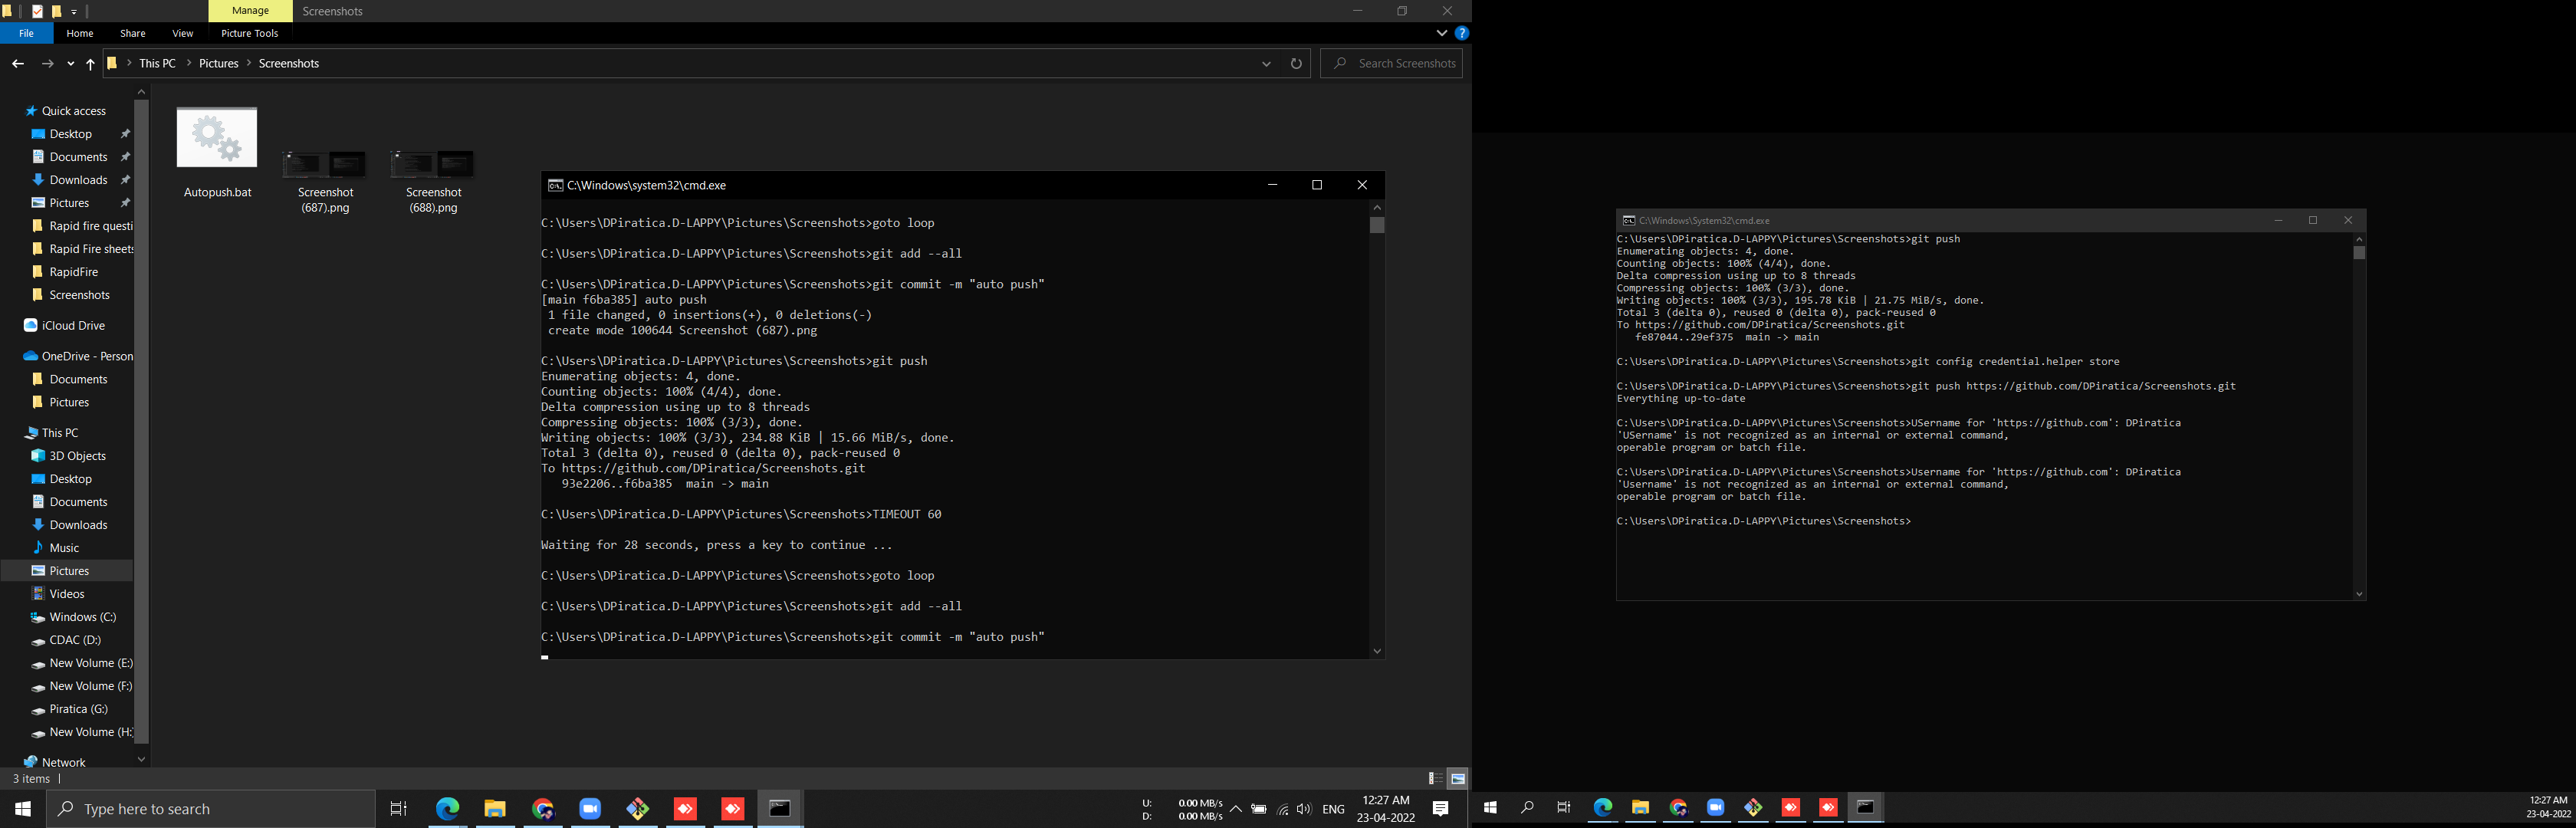 Manage
Screenshots
File
Home
Share
View
Picture Tools
This PC
Pictures
Screenshots
Search Screenshots
Quick access
Desktop
Documents
Downloads
Pictures
Rapid fire questi
Rapid Fire sheets
RapidFire
Screenshots
iCloud Drive
OneDrive - Person
Documents
Pictures
This PC
3D Objects
Desktop
Documents
Downloads
Music
Pictures
Videos
Windows (C:)
CDAC (D:)
New Volume (E:)
New Volume (F:)
Piratica (G:)
New Volume (H:
Network
3 items
Autopush.bat
Screenshot
(687).png
Screenshot
(688).png
C:\Windows\system32\cmd.exe
C:\Users\DPiratica.D-LAPPY\Pictures\Screenshots>goto loop
C:\Users\DPiratica.D-LAPPY\Pictures\Screenshots>git add --all
C:\Users\DPiratica.D-LAPPY\Pictures\Screenshots>git commit -m "auto push"
[main f6ba385] auto push
1 file changed, 0 insertions(+), 0 deletions(-)
create mode 100644 Screenshot (687).png
C:\Users\DPiratica.D-LAPPY\Pictures\Screenshots>git push
Enumerating objects: 4, done.
Counting objects: 100% (4/4), done.
Delta compression using up to 8 threads
Compressing objects: 100% (3/3), done.
Writing objects: 100% (3/3), 234.88 KiB | 15.66 MiB/s, done.
Total 3 (delta 0), reused 0 (delta 0), pack-reused 0
To https://github.com/DPiratica/Screenshots.git
93e2206..f6ba385  main -> main
C:\Users\DPiratica.D-LAPPY\Pictures\Screenshots>TIMEOUT 60
Waiting for 28 seconds, press a key to continue ...
C:\Users\DPiratica.D-LAPPY\Pictures\Screenshots>goto loop
C:\Users\DPiratica.D-LAPPY\Pictures\Screenshots>git add --all
C:\Users\DPiratica.D-LAPPY\Pictures\Screenshots>git commit -m "auto push"
Type here to search
U: 0.00 MB/s
D: 0.00 MB/s
ENG
12:27 AM
23-04-2022
C:\Windows\System32\cmd.exe
C:\Users\DPiratica.D-LAPPY\Pictures\Screenshots>git push
Enumerating objects: 4, done.
Counting objects: 100% (4/4), done.
Delta compression using up to 8 threads
Compressing objects: 100% (3/3), done.
Writing objects: 100% (3/3), 195.78 KiB | 21.75 MiB/s, done.
Total 3 (delta 0), reused 0 (delta 0), pack-reused 0
To https://github.com/DPiratica/Screenshots.git
fe87044..29ef375  main -> main
C:\Users\DPiratica.D-LAPPY\Pictures\Screenshots>git config credential.helper store
C:\Users\DPiratica.D-LAPPY\Pictures\Screenshots>git push https://github.com/DPiratica/Screenshots.git
Everything up-to-date
C:\Users\DPiratica.D-LAPPY\Pictures\Screenshots>USername for 'https://github.com': DPiratica
'USername' is not recognized as an internal or external command,
operable program or batch file.
C:\Users\DPiratica.D-LAPPY\Pictures\Screenshots>Username for 'https://github.com': DPiratica
'Username' is not recognized as an internal or external command,
operable program or batch file.
C:\Users\DPiratica.D-LAPPY\Pictures\Screenshots>
12:27 AM
23-04-2022